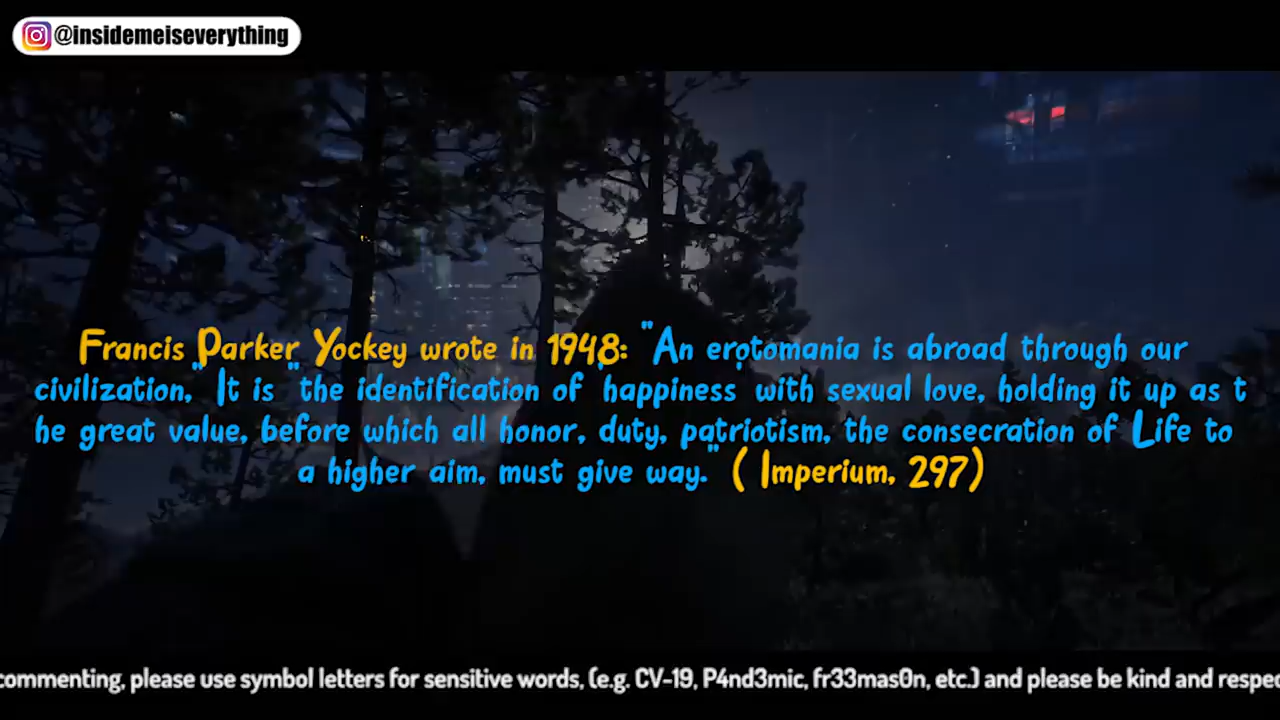 @insidemeiseverything
Francis Parker Yockey wrote in 1948: "An erotomania is abroad through our
civilization," It is "the identification of 'happiness' with sexual love, holding it up as t
he great value, before which all honor, duty, patriotism, the consecration of Life to
a higher aim, must give way." ( Imperium, 297)
commenting, please use symbol letters for sensitive words, (e.g. CV-19, P4nd3mic, fr33mas0n, etc.) and please be kind and respec